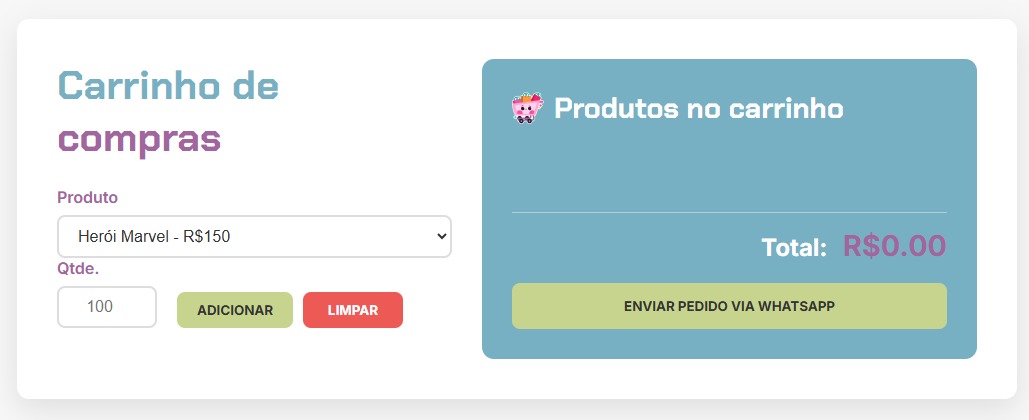 Carrinho de
compras
Produto
Herói Marvel - R$150
Qtde.
100
ADICIONAR
LIMPAR
Produtos no carrinho
Total: R$0.00
ENVIAR PEDIDO VIA WHATSAPP